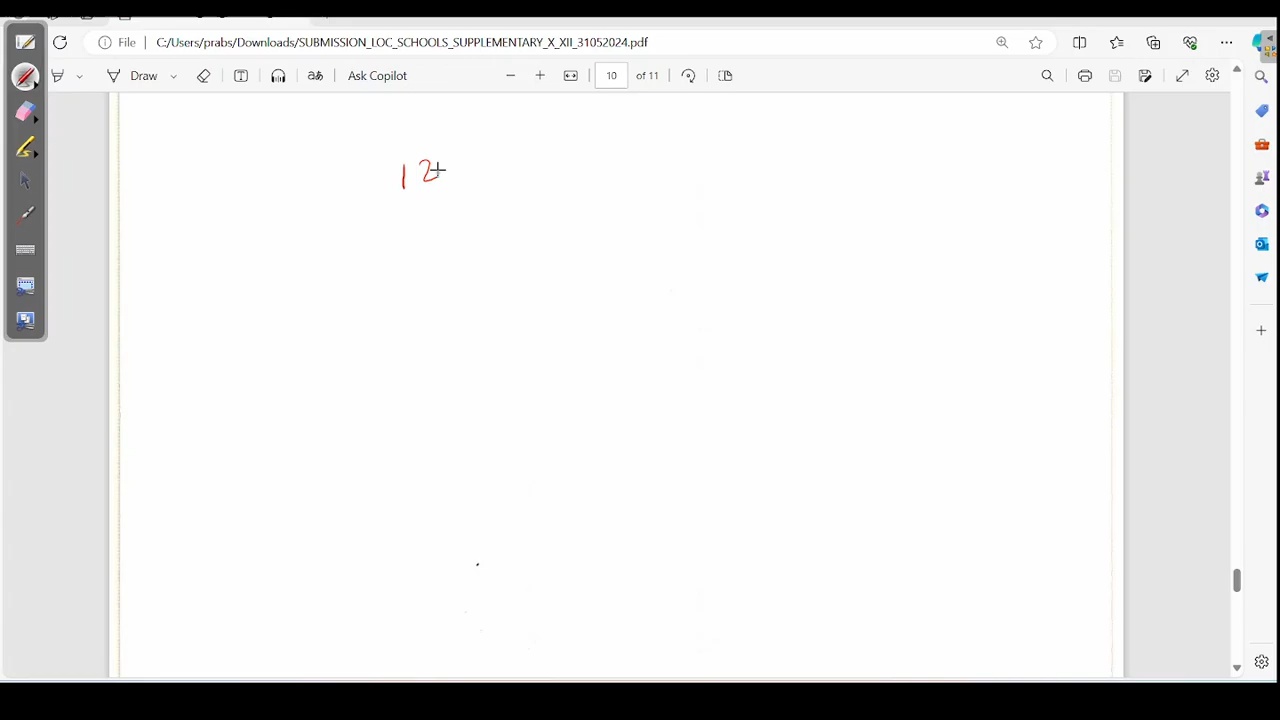 File C:/Users/prabs/Downloads/SUBMISSION_LOC_SCHOOLS_SUPPLEMENTARY_X_XII_31052024.pdf
Draw Ask Copilot 10 of 11
12